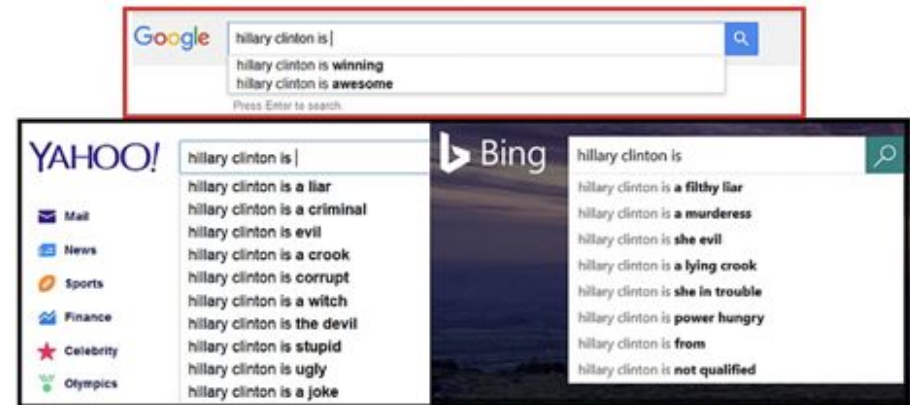 Google
hillary clinton is
hillary clinton is winning
hillary clinton is awesome
Press Enter to search.
YAHOO!
hillary clinton is
hillary clinton is a liar
hillary clinton is a criminal
hillary clinton is evil
hillary clinton is a crook
hillary clinton is corrupt
hillary clinton is a witch
hillary clinton is the devil
hillary clinton is stupid
hillary clinton is ugly
hillary clinton is a joke
Mail
News
Sports
Finance
Celebrity
Olympics
Bing
hillary clinton is
hillary clinton is a filthy liar
hillary clinton is a murderess
hillary clinton is she evil
hillary clinton is a lying crook
hillary clinton is she in trouble
hillary clinton is power hungry
hillary clinton is from
hillary clinton is not qualified